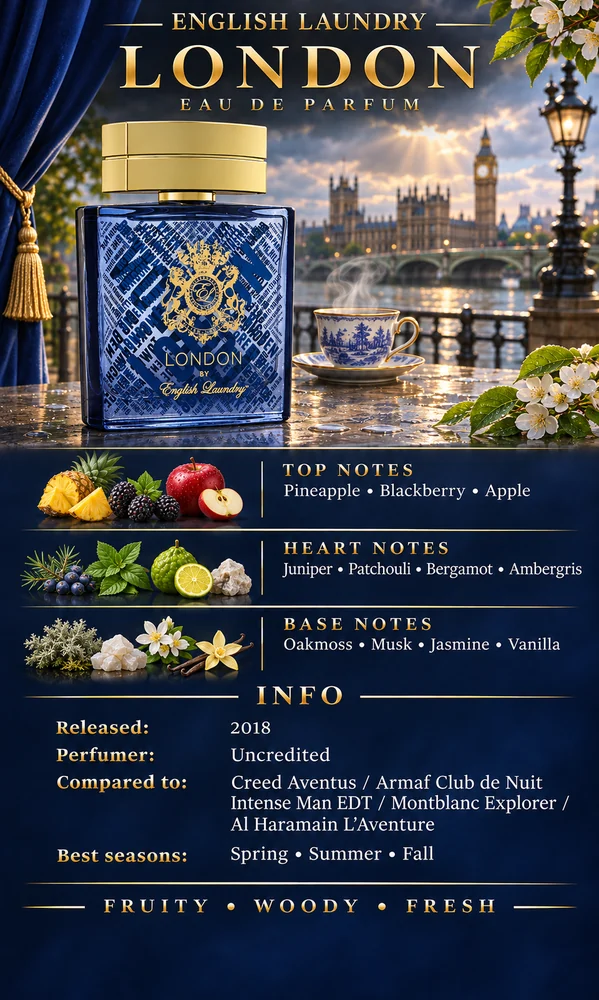 ENGLISH LAUNDRY
LONDON
EAU DE PARFUM
LONDON
BY
English Laundry
TOP NOTES
Pineapple • Blackberry • Apple
HEART NOTES
Juniper • Patchouli • Bergamot • Ambergris
BASE NOTES
Oakmoss • Musk • Jasmine • Vanilla
INFO
Released: 2018
Perfumer: Uncredited
Compared to: Creed Aventus / Armaf Club de Nuit
Intense Man EDT / Montblanc Explorer /
Al Haramain L’Aventure
Best seasons: Spring • Summer • Fall
FRUITY • WOODY • FRESH